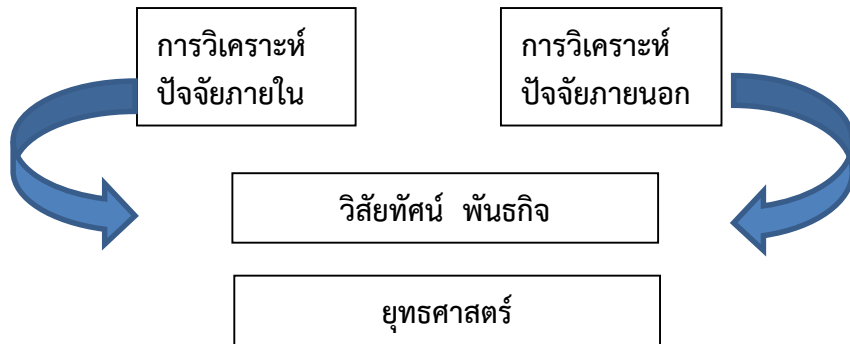 การวิเคราะห์
ปัจจัยภายใน
การวิเคราะห์
ปัจจัยภายนอก
วิสัยทัศน์ พันธกิจ
ยุทธศาสตร์